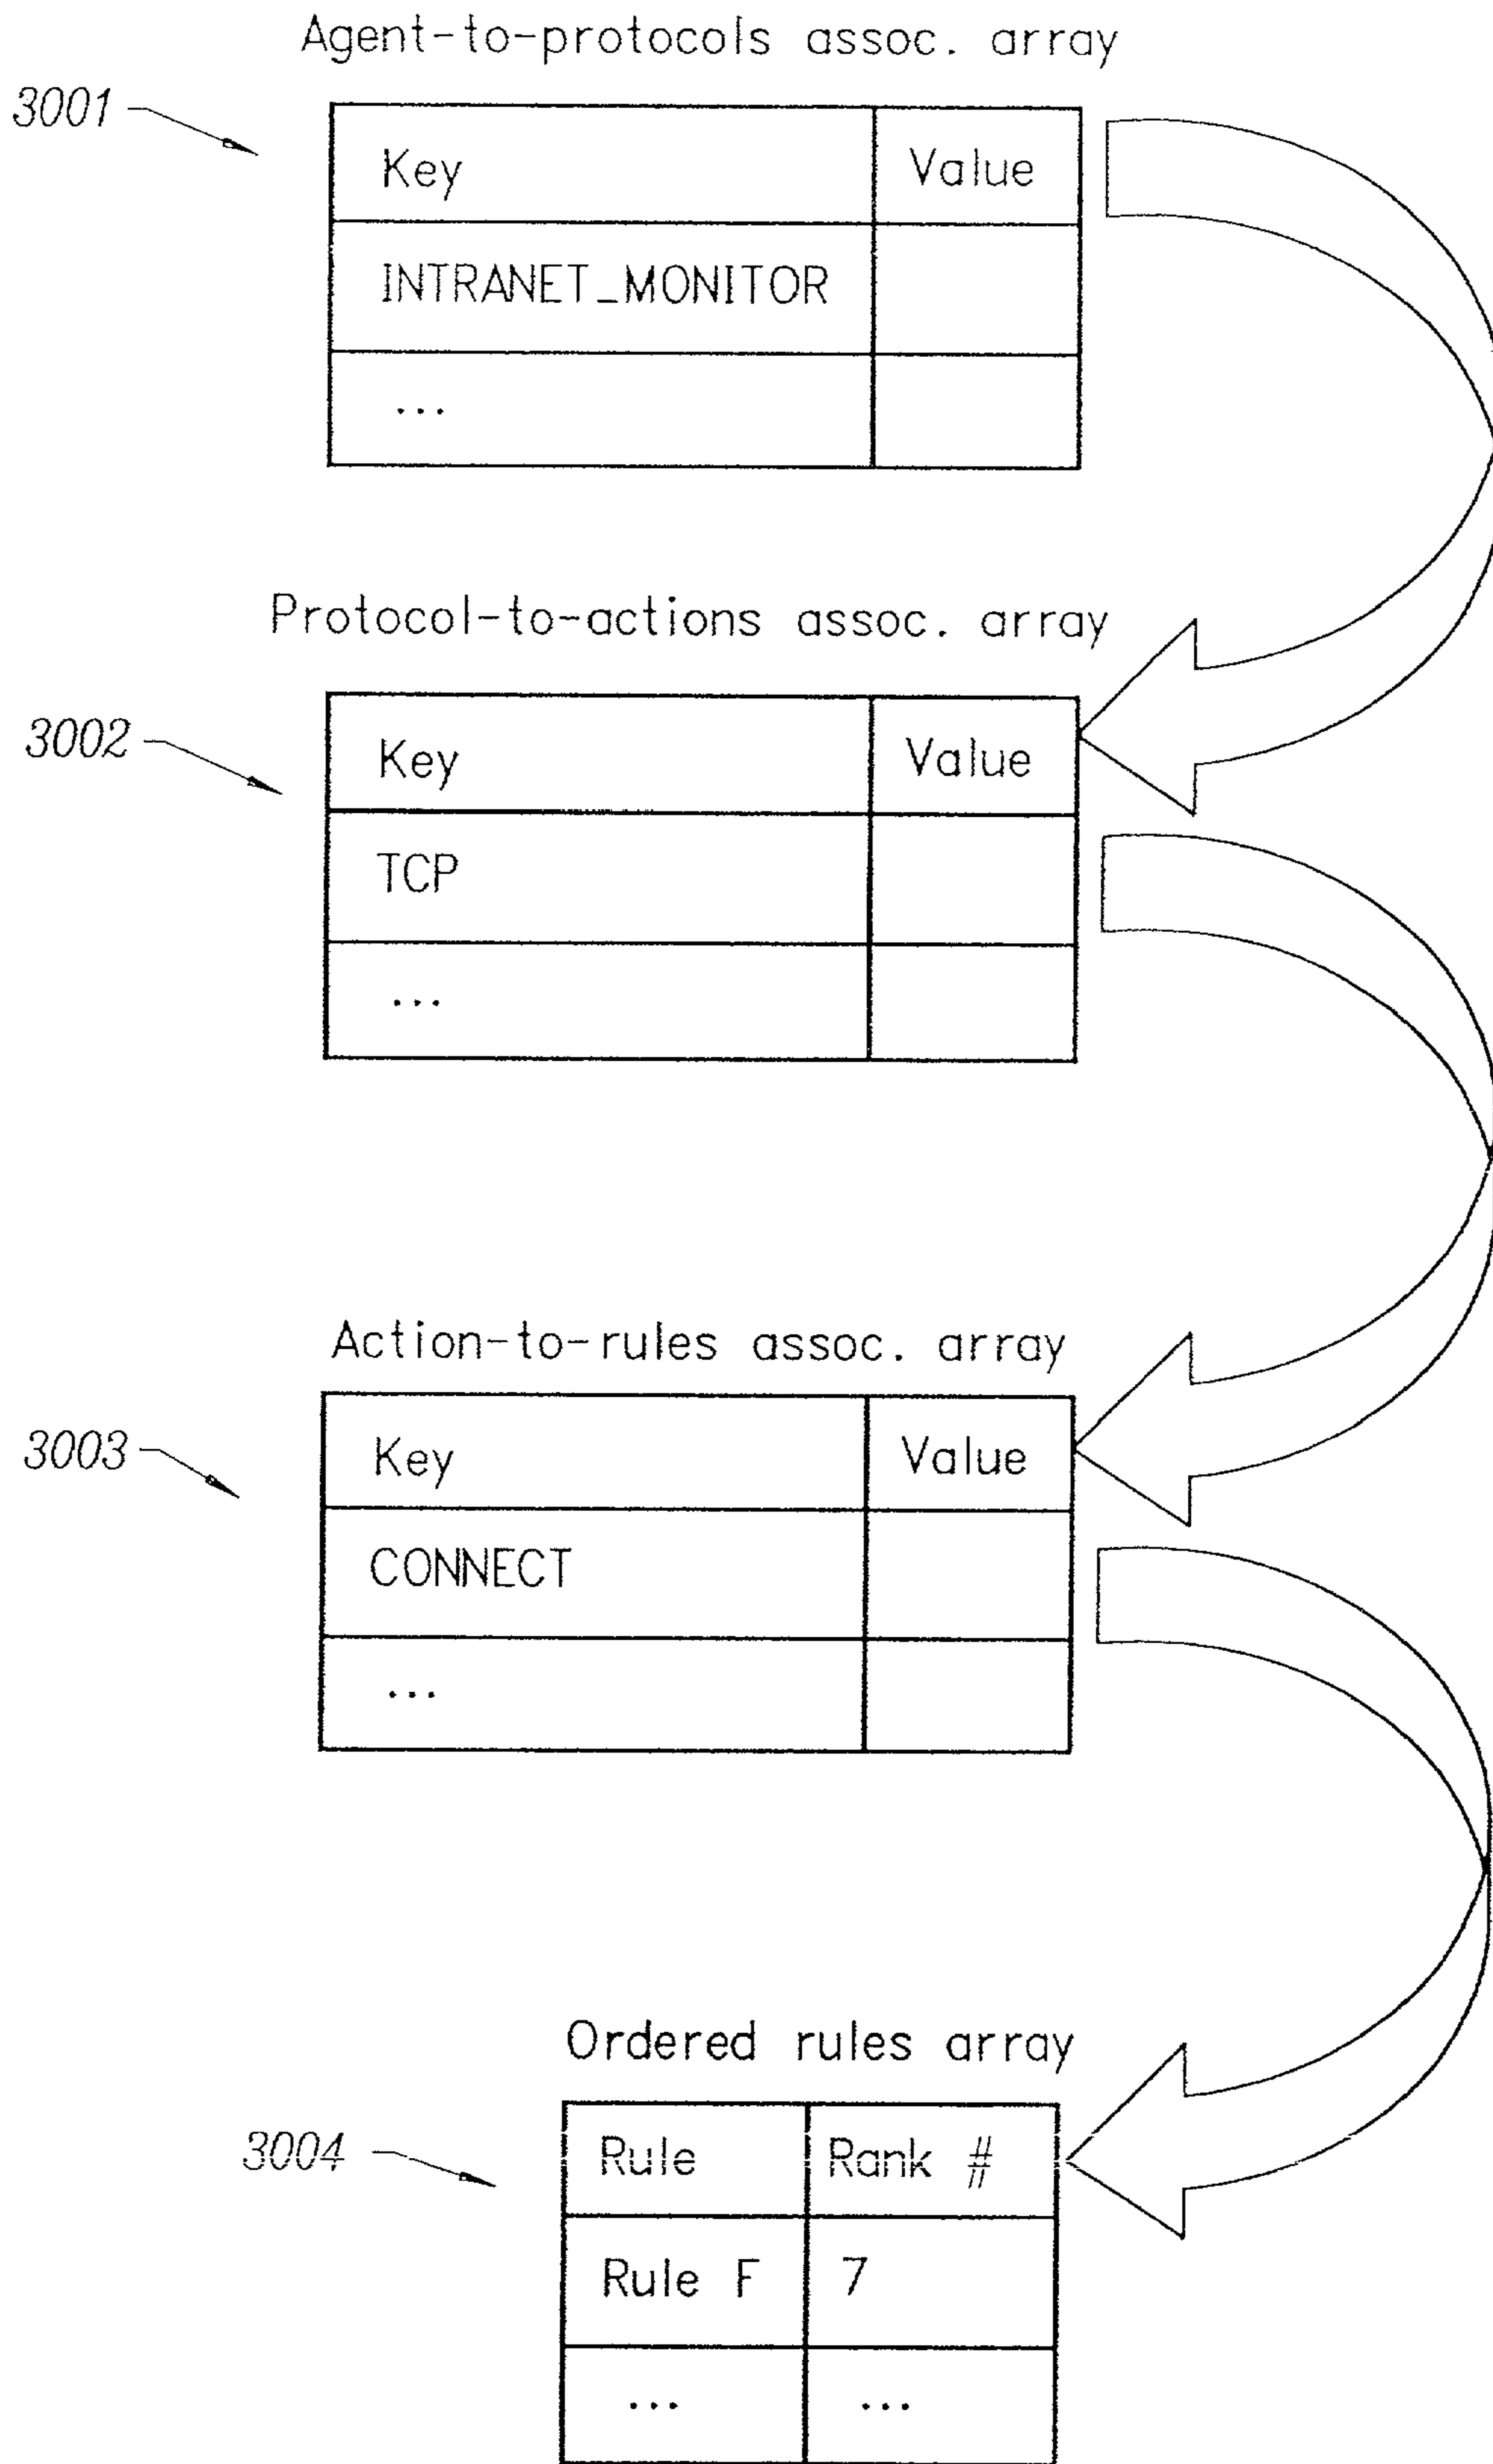 Agent-to-protocols assoc. array
3001
Key Value
INTRANET_MONITOR
...
Protocol-to-actions assoc. array
3002
Key Value
TCP
...
Action-to-rules assoc. array
3003
Key Value
CONNECT
...
Ordered rules array
3004
Rule Rank #
Rule F 7
... ...